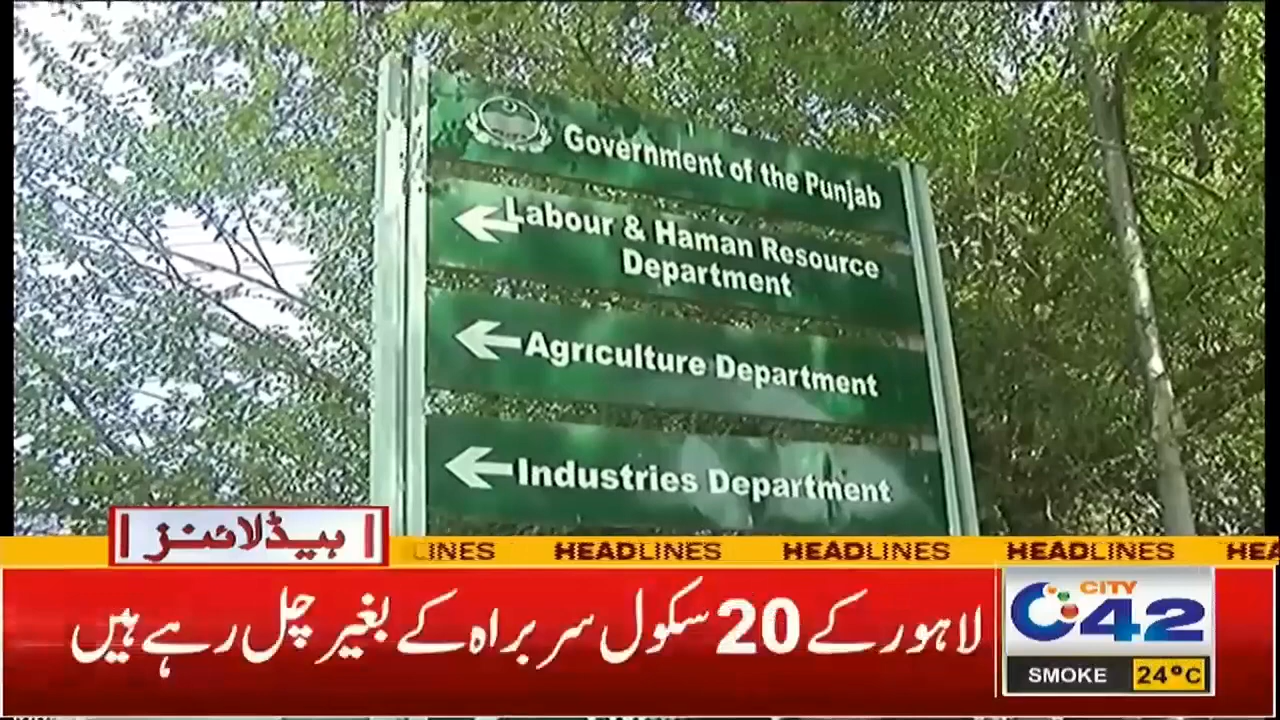 Government of the Punjab
Labour & Haman Resource
Department
Agriculture Department
Industries Department
ہیڈلائنز
LINES HEADLINES HEADLINES HEADLINES HEA
لاہور کے 20 سکول سربراہ کے بغیر چل رہے ہیں
CITY
42
SMOKE 24°C